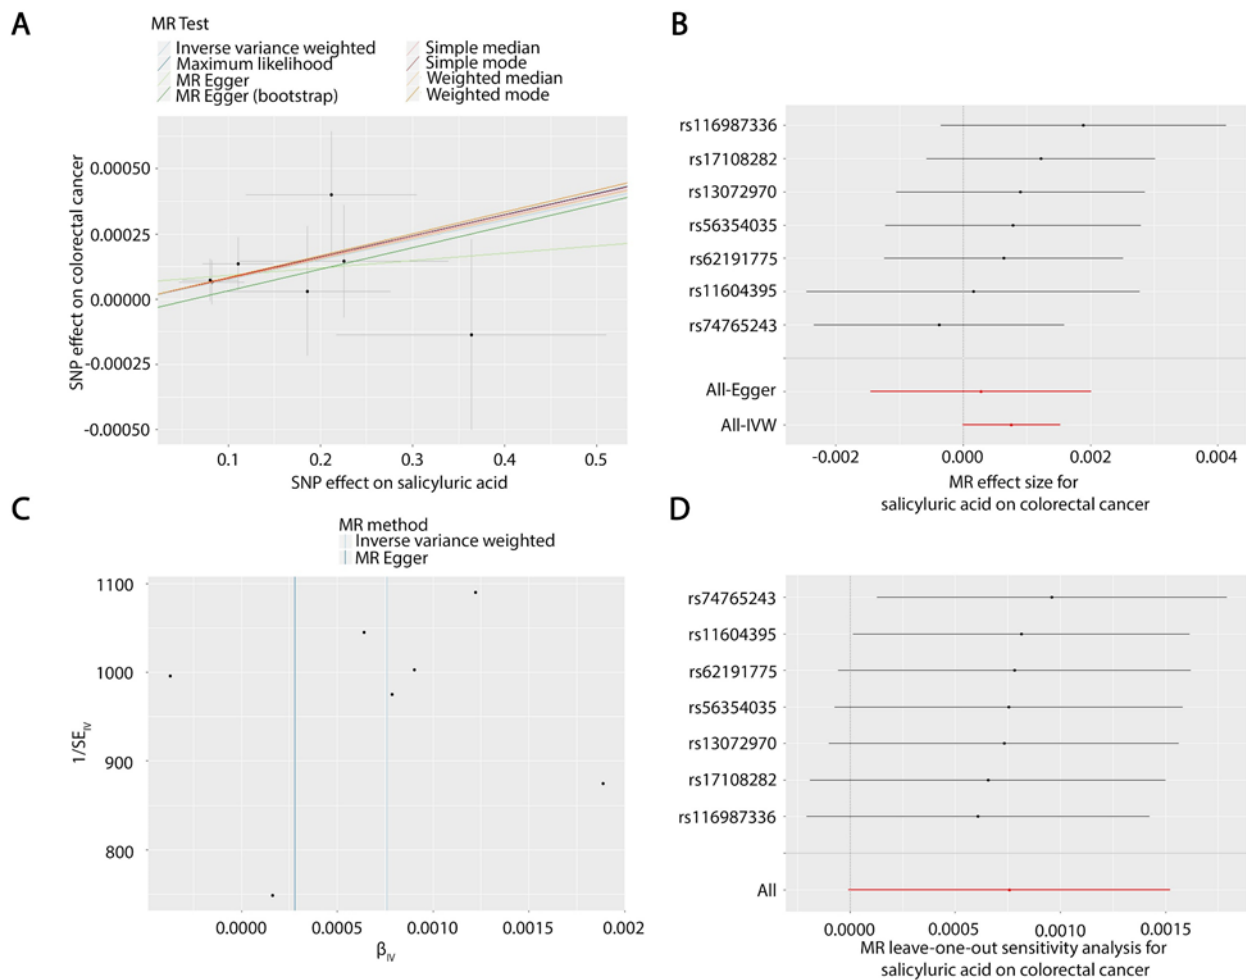 A
MR Test
Inverse variance weighted
Maximum likelihood
MR Egger
MR Egger (bootstrap)
Simple median
Simple mode
Weighted median
Weighted mode
SNP effect on colorectal cancer
0.00050
0.00025
0.00000
-0.00025
-0.00050
0.1 0.2 0.3 0.4 0.5
SNP effect on salicyluric acid
B
rs116987336
rs17108282
rs13072970
rs56354035
rs62191775
rs11604395
rs74765243
All-Egger
All-IVW
-0.002 0.000 0.002 0.004
MR effect size for
salicyluric acid on colorectal cancer
C
MR method
Inverse variance weighted
MR Egger
1/SE_IV
1100
1000
900
800
0.0000 0.0005 0.0010 0.0015 0.002
β_IV
D
rs74765243
rs11604395
rs62191775
rs56354035
rs13072970
rs17108282
rs116987336
All
0.0000 0.0005 0.0010 0.0015
MR leave-one-out sensitivity analysis for
salicyluric acid on colorectal cancer